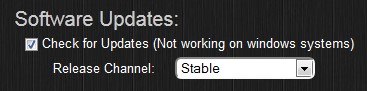 Software Updates:
Check for Updates (Not working on windows systems)
Release Channel: Stable